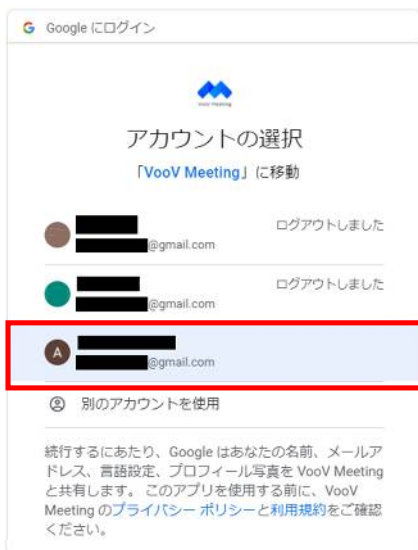 Google にログイン
VooV Meeting
アカウントの選択
「VooV Meeting」に移動
ログアウトしました
@gmail.com
ログアウトしました
@gmail.com
A
@gmail.com
別のアカウントを使用
続行するにあたり、Google はあなたの名前、メールア
ドレス、言語設定、プロフィール写真を VooV Meeting
と共有します。 このアプリを使用する前に、VooV
Meeting のプライバシー ポリシーと利用規約をご確認
ください。